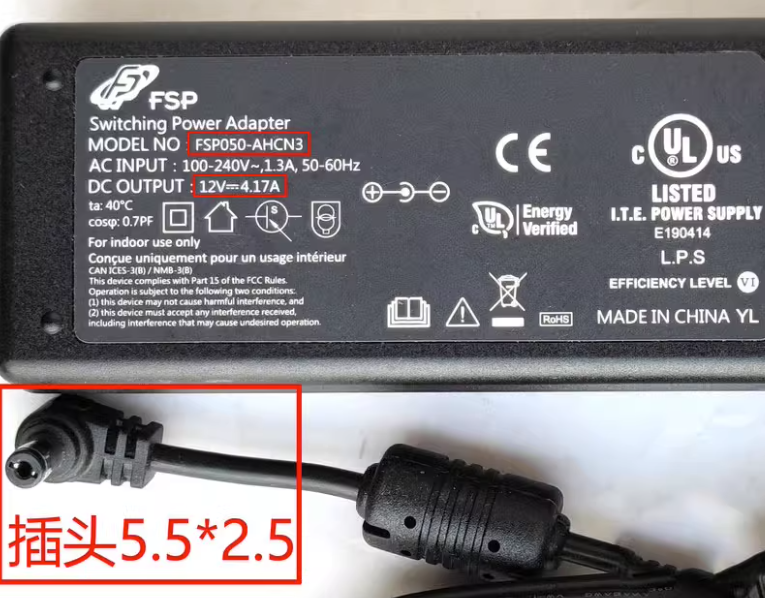 FSP
Switching Power Adapter
MODEL NO : FSP050-AHCN3
AC INPUT : 100-240V~,1.3A, 50-60Hz
DC OUTPUT : 12V⎓4.17A
ta: 40°C
cosφ: 0.7PF
S
For indoor use only
Conçue uniquement pour un usage intérieur
CAN ICES-3(B) / NMB-3(B)
This device complies with Part 15 of the FCC Rules.
Operation is subject to the following two conditions:
(1) this device may not cause harmful interference, and
(2) this device must accept any interference received,
including interference that may cause undesired operation.
CE
c UL us
Energy
Verified
RoHS
c UL ® US
LISTED
I.T.E. POWER SUPPLY
E190414
L.P.S
EFFICIENCY LEVEL VI
MADE IN CHINA YL
插头5.5*2.5